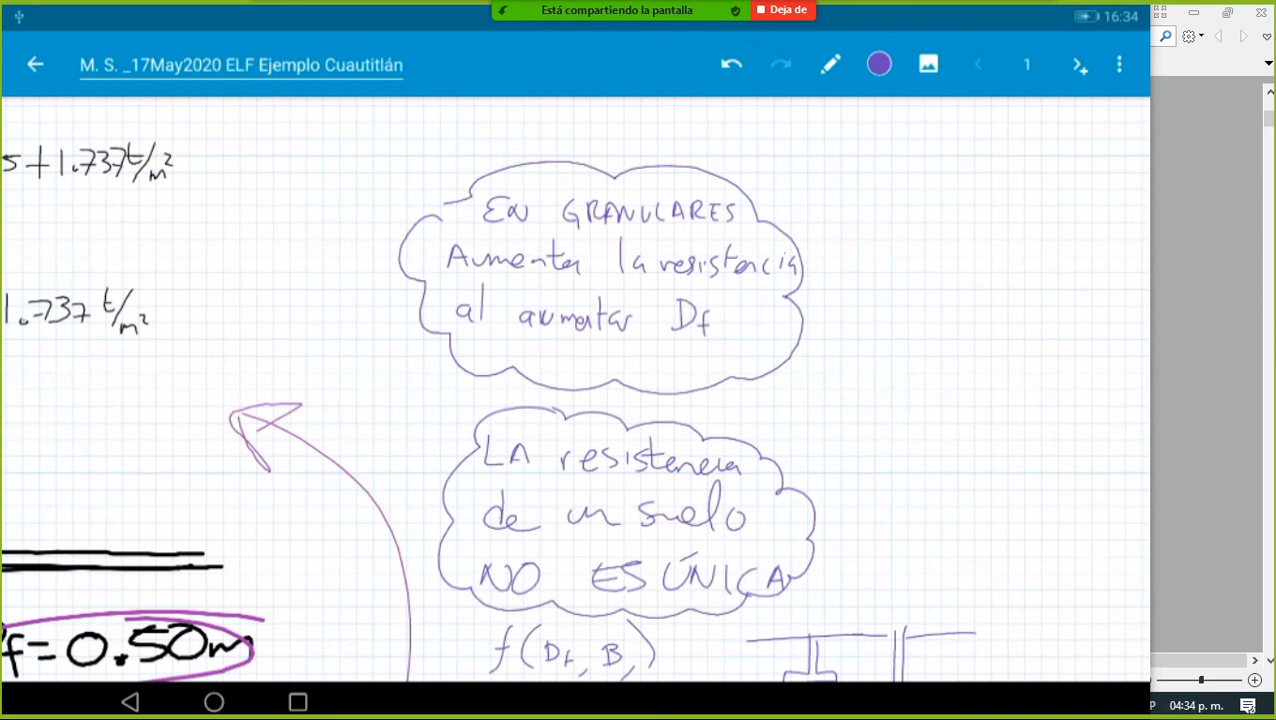 Está compartiendo la pantalla
Deja de
16:34
M. S. _17May2020 ELF Ejemplo Cuautitlán
1
5 + 1.737 t/m²
1.737 t/m²
EN GRANULARES
Aumenta la resistencia
al aumentar Df
LA resistencia
de un suelo
NO ES ÚNICA
f(Df, B, )
f = 0.50m
P 04:34 p. m.